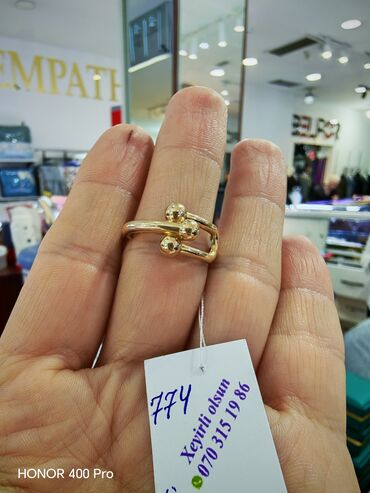 EMPATH
774
Xeyirli olsun
070 315 19 86
HONOR 400 Pro